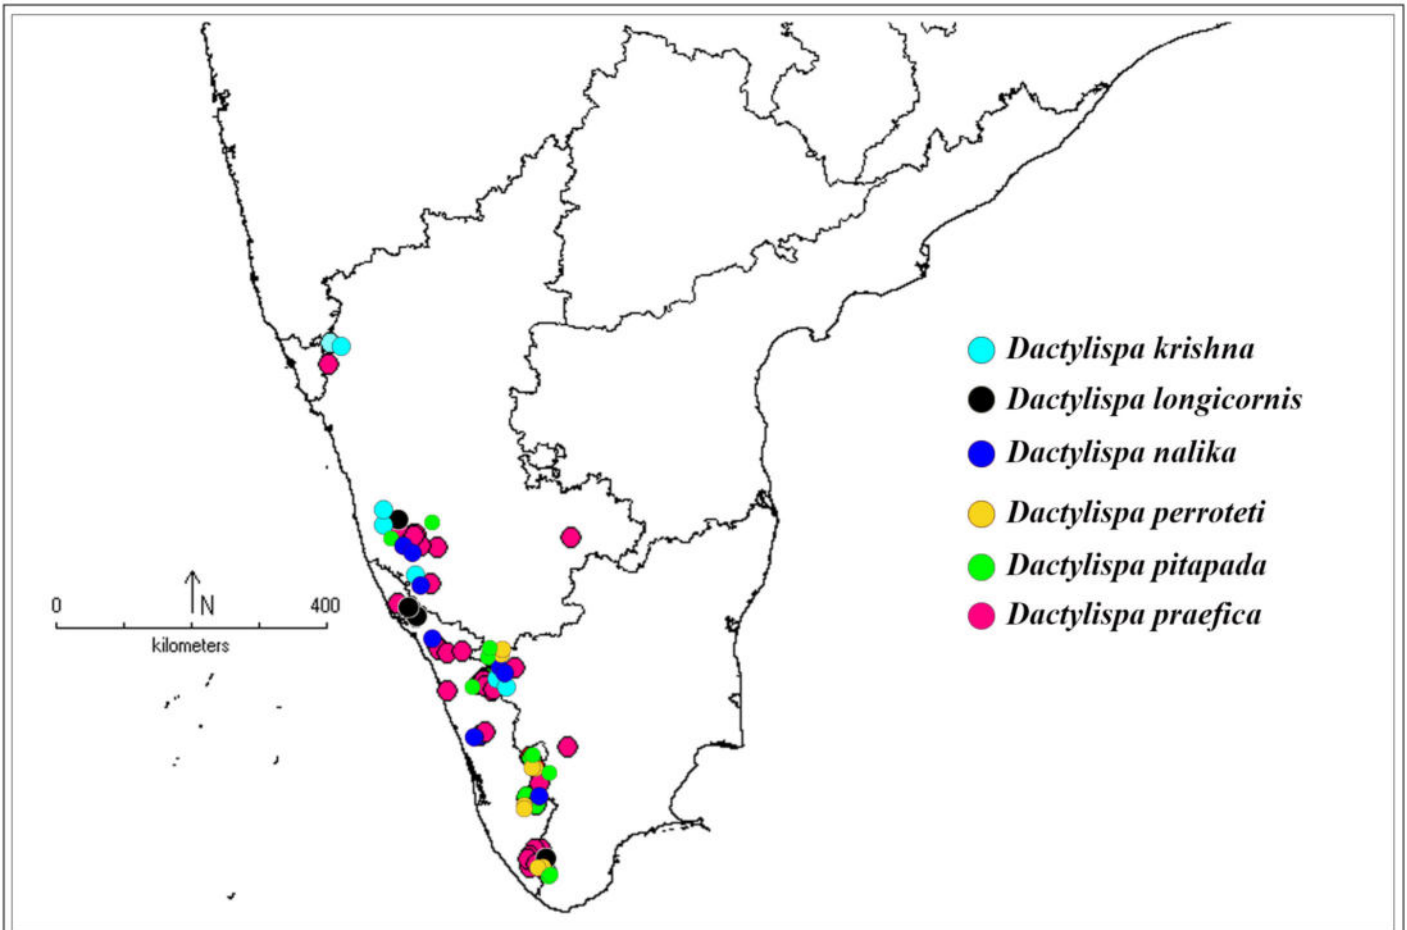 Dactylispa krishna
Dactylispa longicornis
Dactylispa nalika
Dactylispa perroteti
Dactylispa pitapada
Dactylispa praefica
0 N 400
kilometers